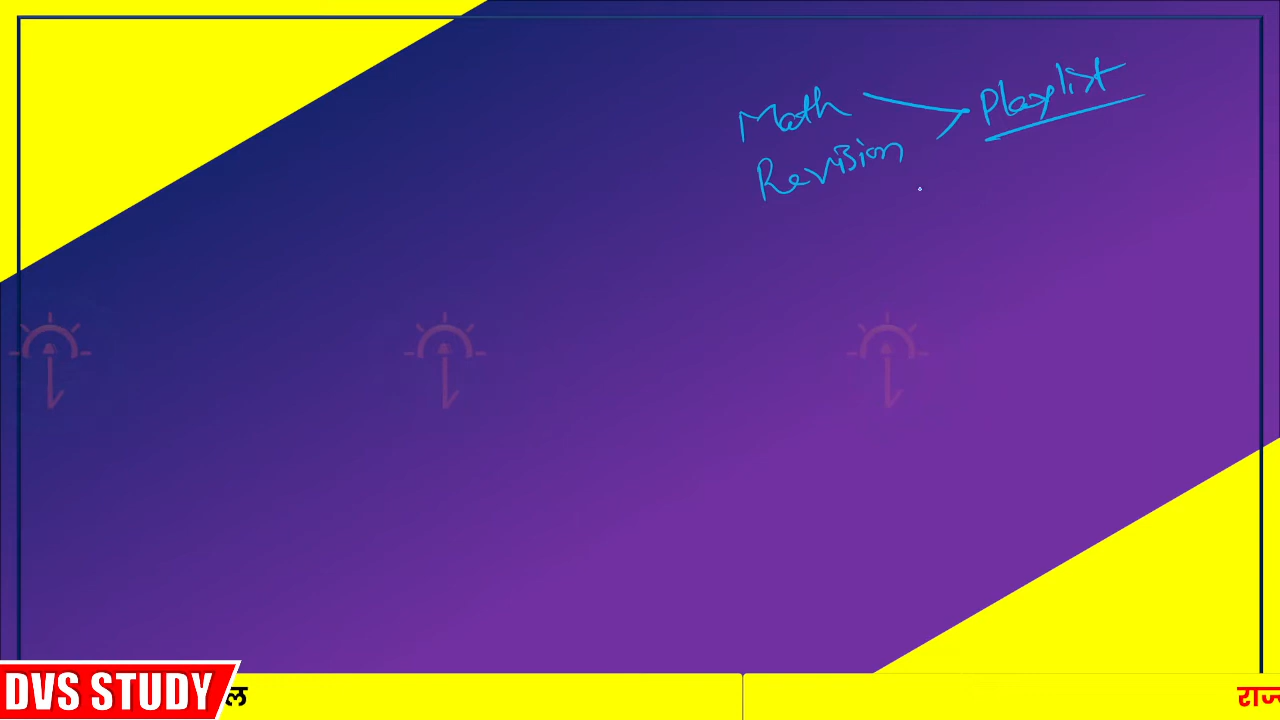 Math
Revision
Playlist
DVS STUDY
ल
राज्